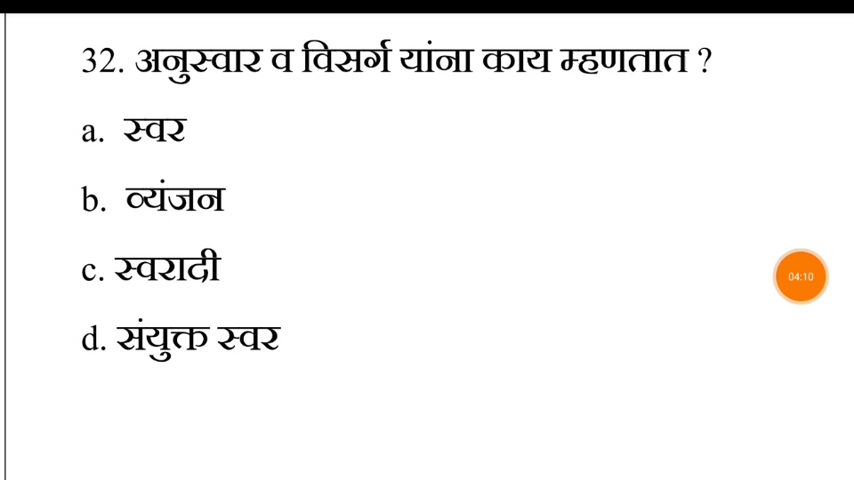 32. अनुस्वार व विसर्ग यांना काय म्हणतात ?
a. स्वर
b. व्यंजन
c. स्वरादी
04:10
d. संयुक्त स्वर